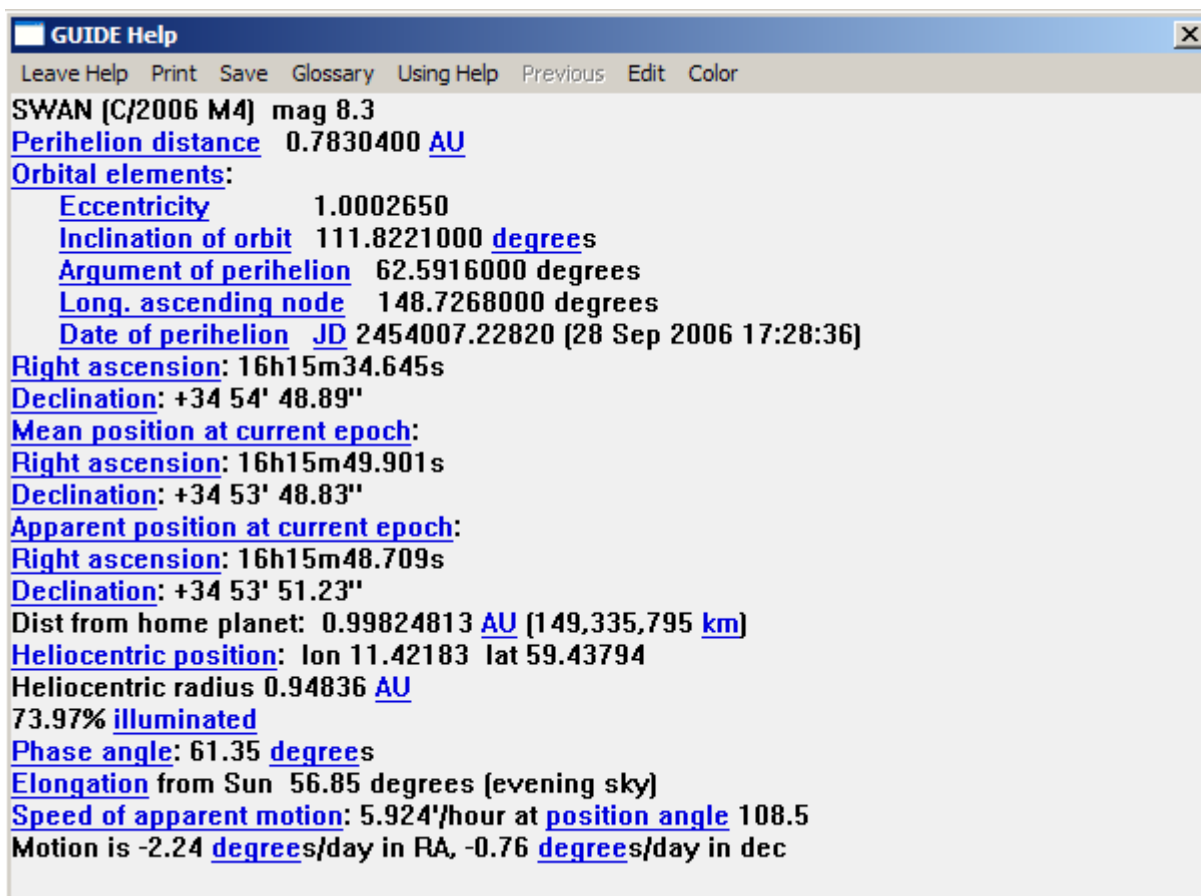 GUIDE Help
Leave Help Print Save Glossary Using Help Previous Edit Color
SWAN (C/2006 M4) mag 8.3
Perihelion distance 0.7830400 AU
Orbital elements:
Eccentricity 1.0002650
Inclination of orbit 111.8221000 degrees
Argument of perihelion 62.5916000 degrees
Long. ascending node 148.7268000 degrees
Date of perihelion JD 2454007.22820 (28 Sep 2006 17:28:36)
Right ascension: 16h15m34.645s
Declination: +34 54' 48.89''
Mean position at current epoch:
Right ascension: 16h15m49.901s
Declination: +34 53' 48.83''
Apparent position at current epoch:
Right ascension: 16h15m48.709s
Declination: +34 53' 51.23''
Dist from home planet: 0.99824813 AU (149,335,795 km)
Heliocentric position: lon 11.42183 lat 59.43794
Heliocentric radius 0.94836 AU
73.97% illuminated
Phase angle: 61.35 degrees
Elongation from Sun 56.85 degrees (evening sky)
Speed of apparent motion: 5.924'/hour at position angle 108.5
Motion is -2.24 degrees/day in RA, -0.76 degrees/day in dec